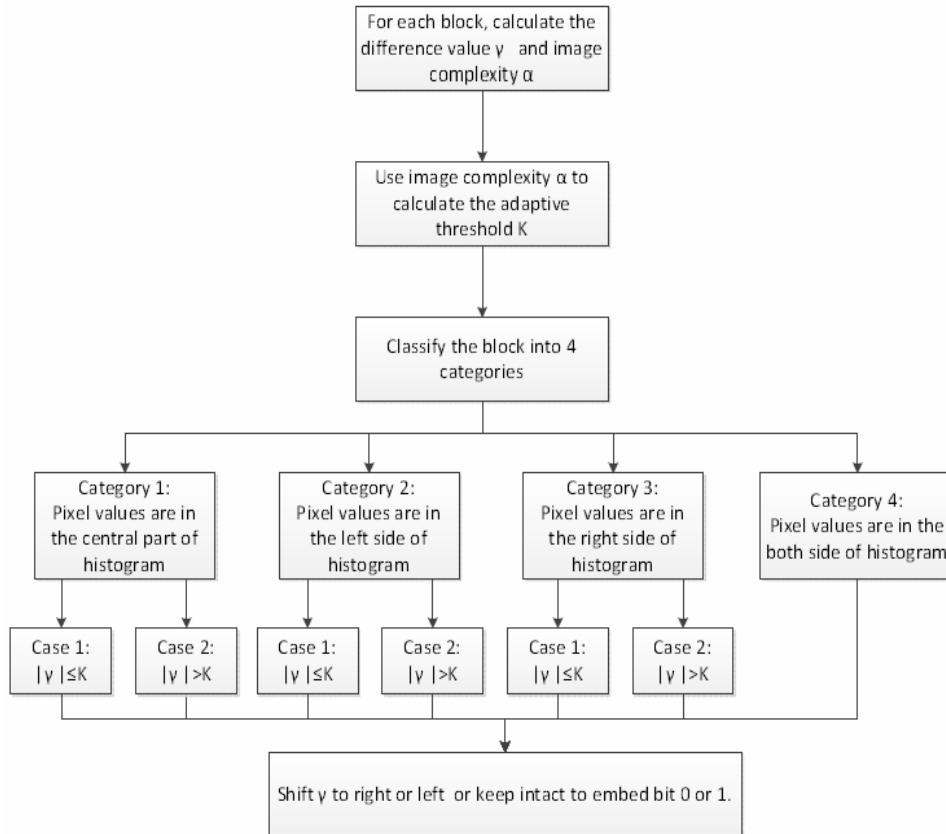 For each block, calculate the
difference value γ and image
complexity α
Use image complexity α to
calculate the adaptive
threshold K
Classify the block into 4
categories
Category 1:
Pixel values are in
the central part of
histogram
Category 2:
Pixel values are in
the left side of
histogram
Category 3:
Pixel values are in
the right side of
histogram
Category 4:
Pixel values are in the
both side of histogram
Case 1:
|γ|≤K
Case 2:
|γ|>K
Case 1:
|γ|≤K
Case 2:
|γ|>K
Case 1:
|γ|≤K
Case 2:
|γ|>K
Shift γ to right or left or keep intact to embed bit 0 or 1.